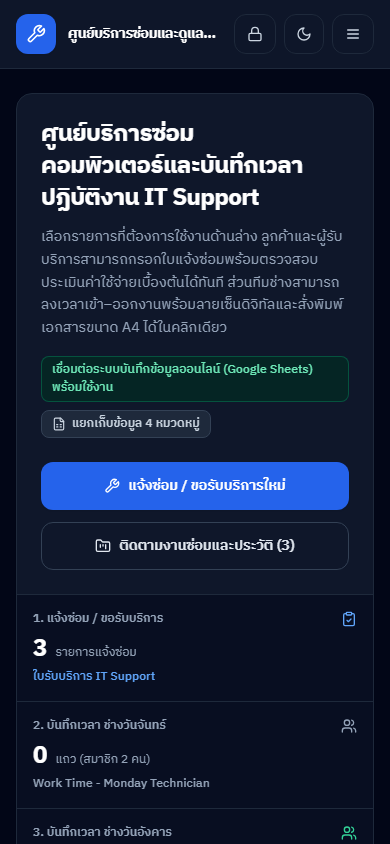 ศูนย์บริการซ่อมและดูแล...
ศูนย์บริการซ่อม
คอมพิวเตอร์และบันทึกเวลา
ปฏิบัติงาน IT Support
เลือกรายการที่ต้องการใช้งานด้านล่าง ลูกค้าและผู้รับ
บริการสามารถกรอกใบแจ้งซ่อมพร้อมตรวจสอบ
ประเมินค่าใช้จ่ายเบื้องต้นได้ทันที ส่วนทีมช่างสามารถ
ลงเวลาเข้า–ออกงานพร้อมลายเซ็นดิจิทัลและสั่งพิมพ์
เอกสารขนาด A4 ได้ในคลิกเดียว
เชื่อมต่อระบบบันทึกข้อมูลออนไลน์ (Google Sheets)
พร้อมใช้งาน
แยกเก็บข้อมูล 4 หมวดหมู่
แจ้งซ่อม / ขอรับบริการใหม่
ติดตามงานซ่อมและประวัติ (3)
1. แจ้งซ่อม / ขอรับบริการ
3 รายการแจ้งซ่อม
ใบรับบริการ IT Support
2. บันทึกเวลา ช่างวันจันทร์
0 แถว (สมาชิก 2 คน)
Work Time - Monday Technician
3. บันทึกเวลา ช่างวันอังคาร